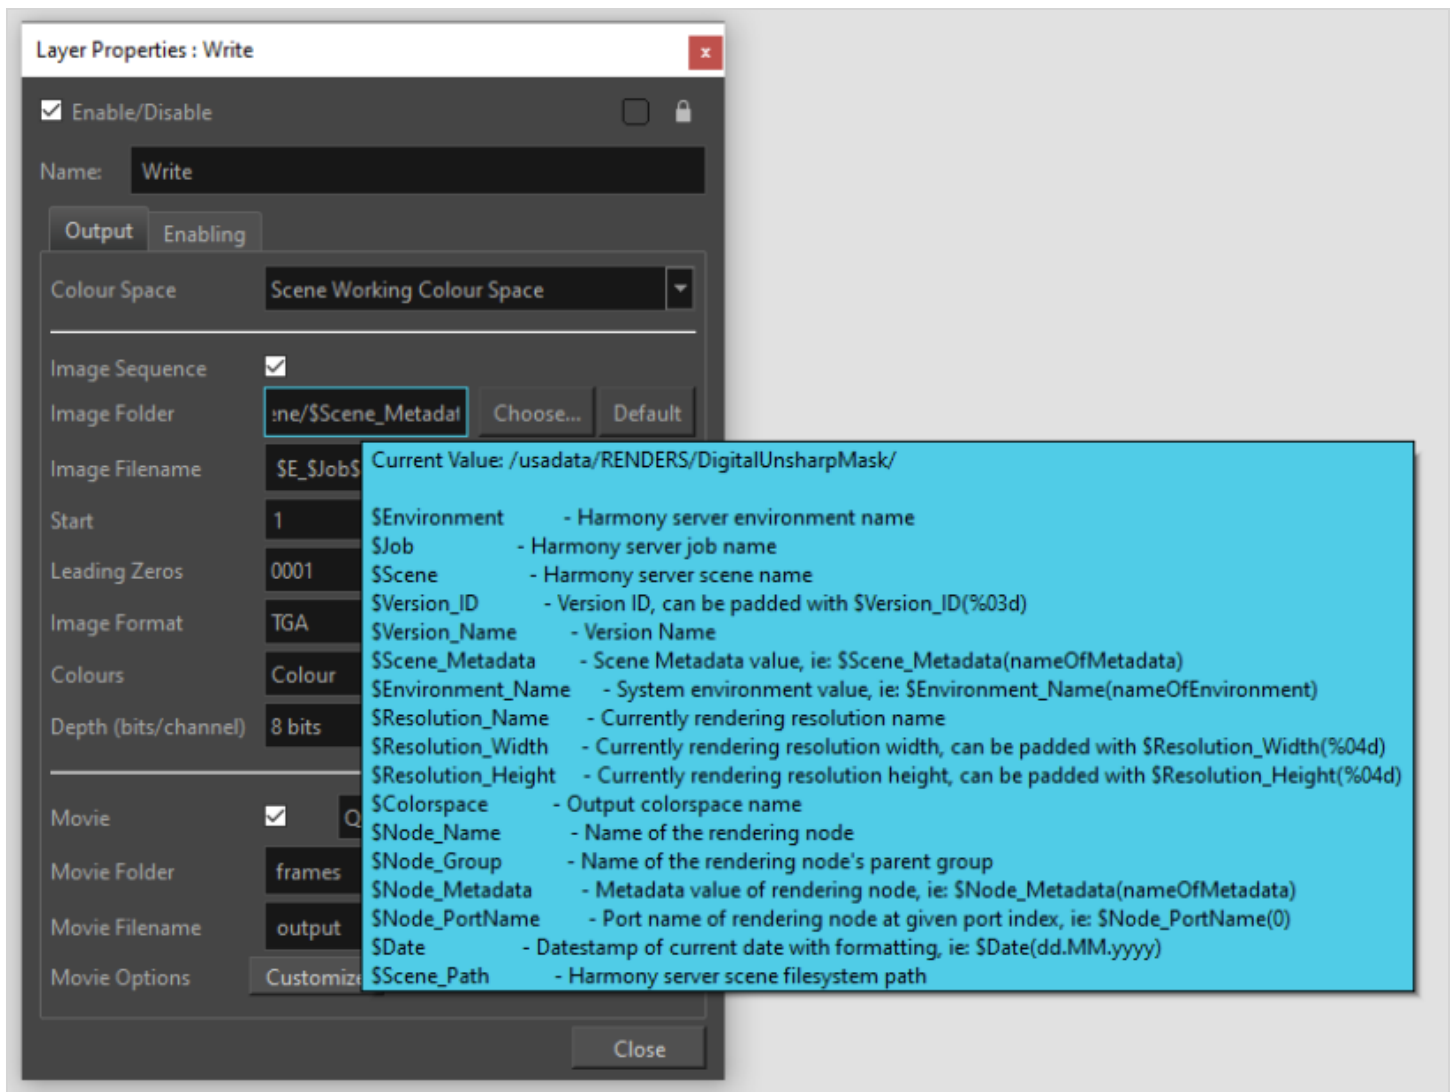 Layer Properties : Write
x
Enable/Disable
Name: Write
Output Enabling
Colour Space Scene Working Colour Space
Image Sequence
Image Folder ene/$Scene_Metadat Choose... Default
Image Filename $E_$Job$
Current Value: /usadata/RENDERS/DigitalUnsharpMask/
Start 1
$Environment - Harmony server environment name
$Job - Harmony server job name
Leading Zeros 0001
$Scene - Harmony server scene name
$Version_ID - Version ID, can be padded with $Version_ID(%03d)
Image Format TGA
$Version_Name - Version Name
$Scene_Metadata - Scene Metadata value, ie: $Scene_Metadata(nameOfMetadata)
Colours Colour
$Environment_Name - System environment value, ie: $Environment_Name(nameOfEnvironment)
$Resolution_Name - Currently rendering resolution name
Depth (bits/channel) 8 bits
$Resolution_Width - Currently rendering resolution width, can be padded with $Resolution_Width(%04d)
$Resolution_Height - Currently rendering resolution height, can be padded with $Resolution_Height(%04d)
$Colorspace - Output colorspace name
Movie Q
$Node_Name - Name of the rendering node
$Node_Group - Name of the rendering node's parent group
Movie Folder frames
$Node_Metadata - Metadata value of rendering node, ie: $Node_Metadata(nameOfMetadata)
$Node_PortName - Port name of rendering node at given port index, ie: $Node_PortName(0)
Movie Filename output
$Date - Datestamp of current date with formatting, ie: $Date(dd.MM.yyyy)
$Scene_Path - Harmony server scene filesystem path
Movie Options Customize
Close